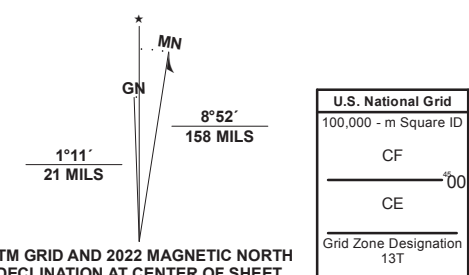 ★
MN
GN
8°52´
158 MILS
1°11´
21 MILS
TM GRID AND 2022 MAGNETIC NORTH
DECLINATION AT CENTER OF SHEET
U.S. National Grid
100,000 - m Square ID
CF
4500
CE
Grid Zone Designation
13T